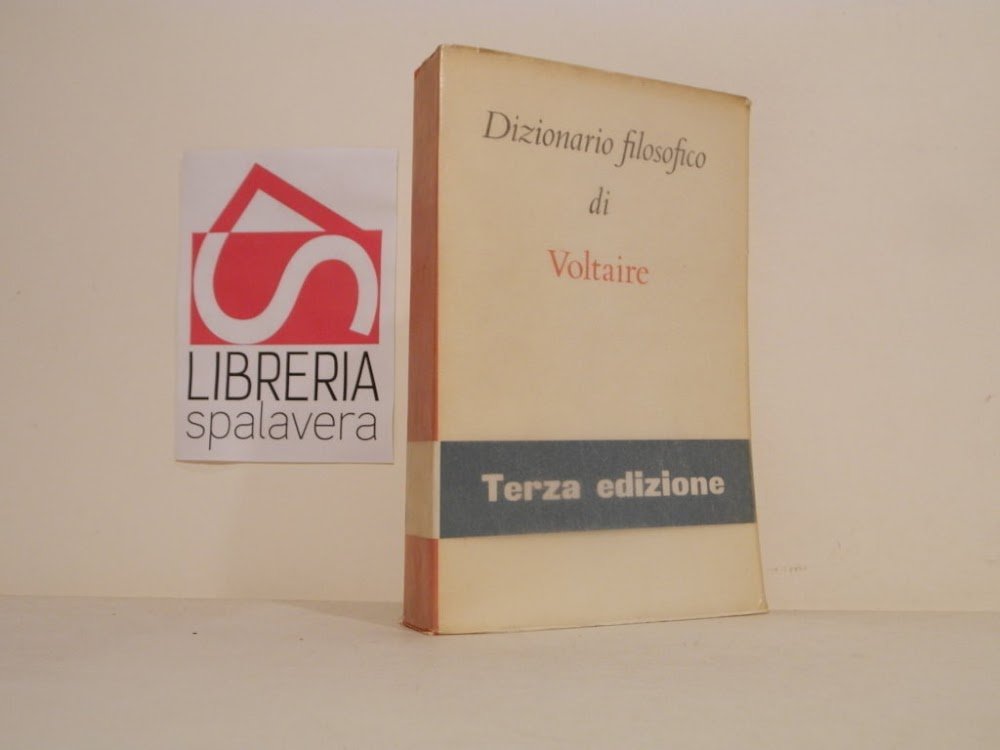 LIBRERIA
spalavera
Dizionario filosofico
di
Voltaire
Terza edizione